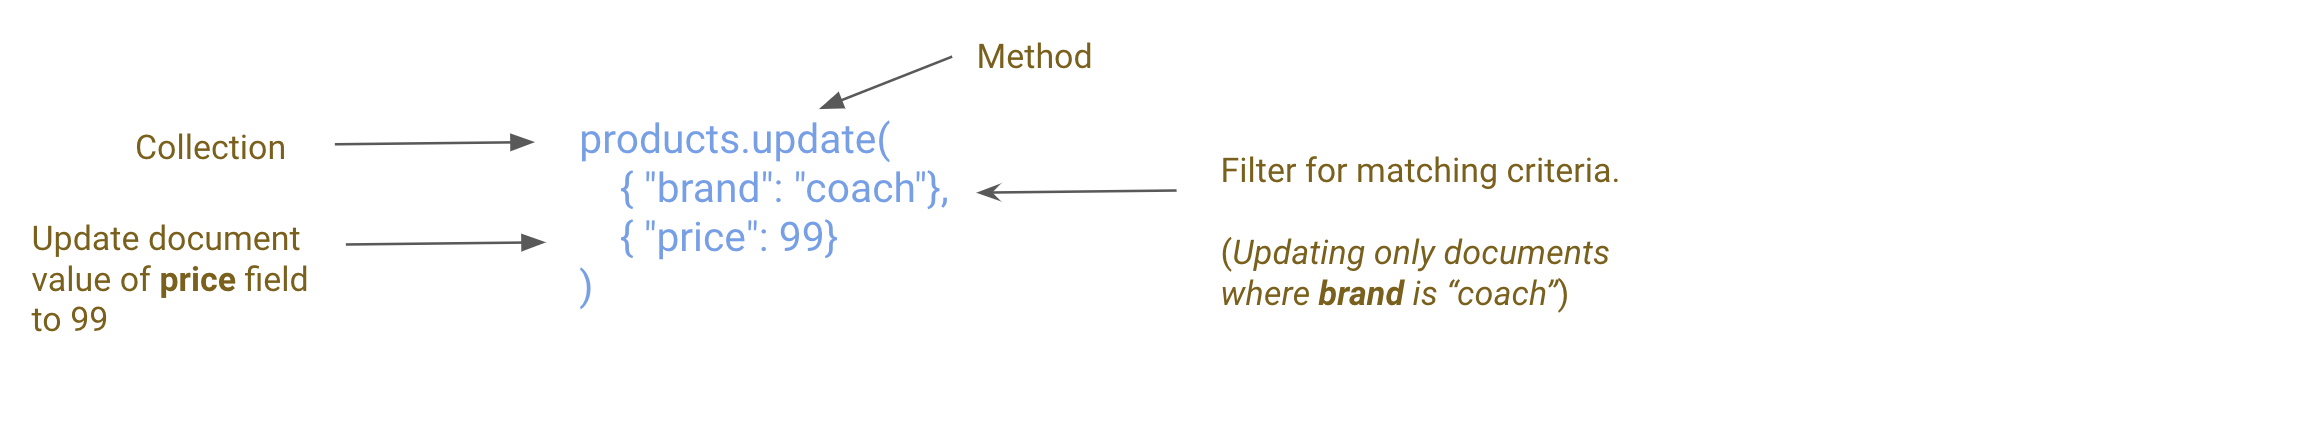 Method
Collection
products.update(
{ "brand": "coach"},
{ "price": 99}
)
Filter for matching criteria.
(Updating only documents
where brand is “coach”)
Update document
value of price field
to 99